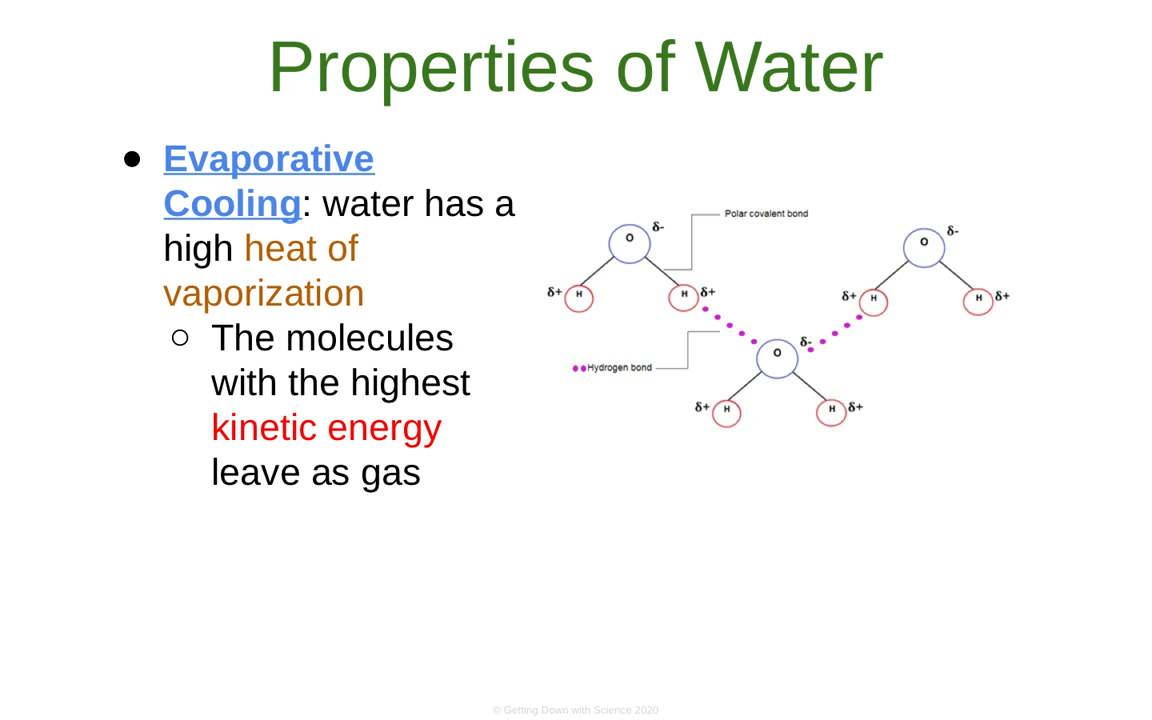 Properties of Water
● Evaporative
Cooling: water has a
high heat of
vaporization
○ The molecules
with the highest
kinetic energy
leave as gas
Polar covalent bond
O δ-
O δ-
δ+ H
H δ+
δ+ H
H δ+
O δ-
Hydrogen bond
δ+ H
H δ+
© Getting Down with Science 2020